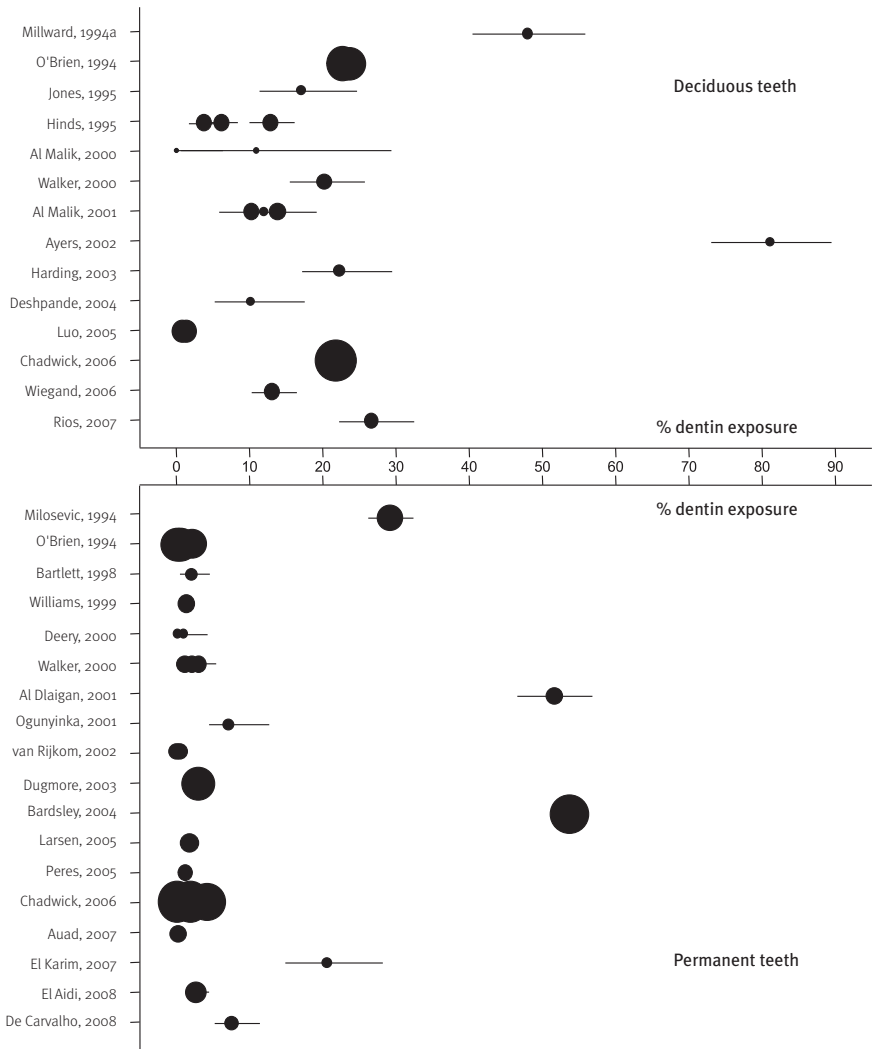 Millward, 1994a
O'Brien, 1994
Deciduous teeth
Jones, 1995
Hinds, 1995
Al Malik, 2000
Walker, 2000
Al Malik, 2001
Ayers, 2002
Harding, 2003
Deshpande, 2004
Luo, 2005
Chadwick, 2006
Wiegand, 2006
Rios, 2007
% dentin exposure
0 10 20 30 40 50 60 70 80 90
% dentin exposure
Milosevic, 1994
O'Brien, 1994
Bartlett, 1998
Williams, 1999
Deery, 2000
Walker, 2000
Al Dlaigan, 2001
Ogunyinka, 2001
van Rijkom, 2002
Dugmore, 2003
Bardsley, 2004
Larsen, 2005
Peres, 2005
Chadwick, 2006
Auad, 2007
El Karim, 2007
Permanent teeth
El Aidi, 2008
De Carvalho, 2008